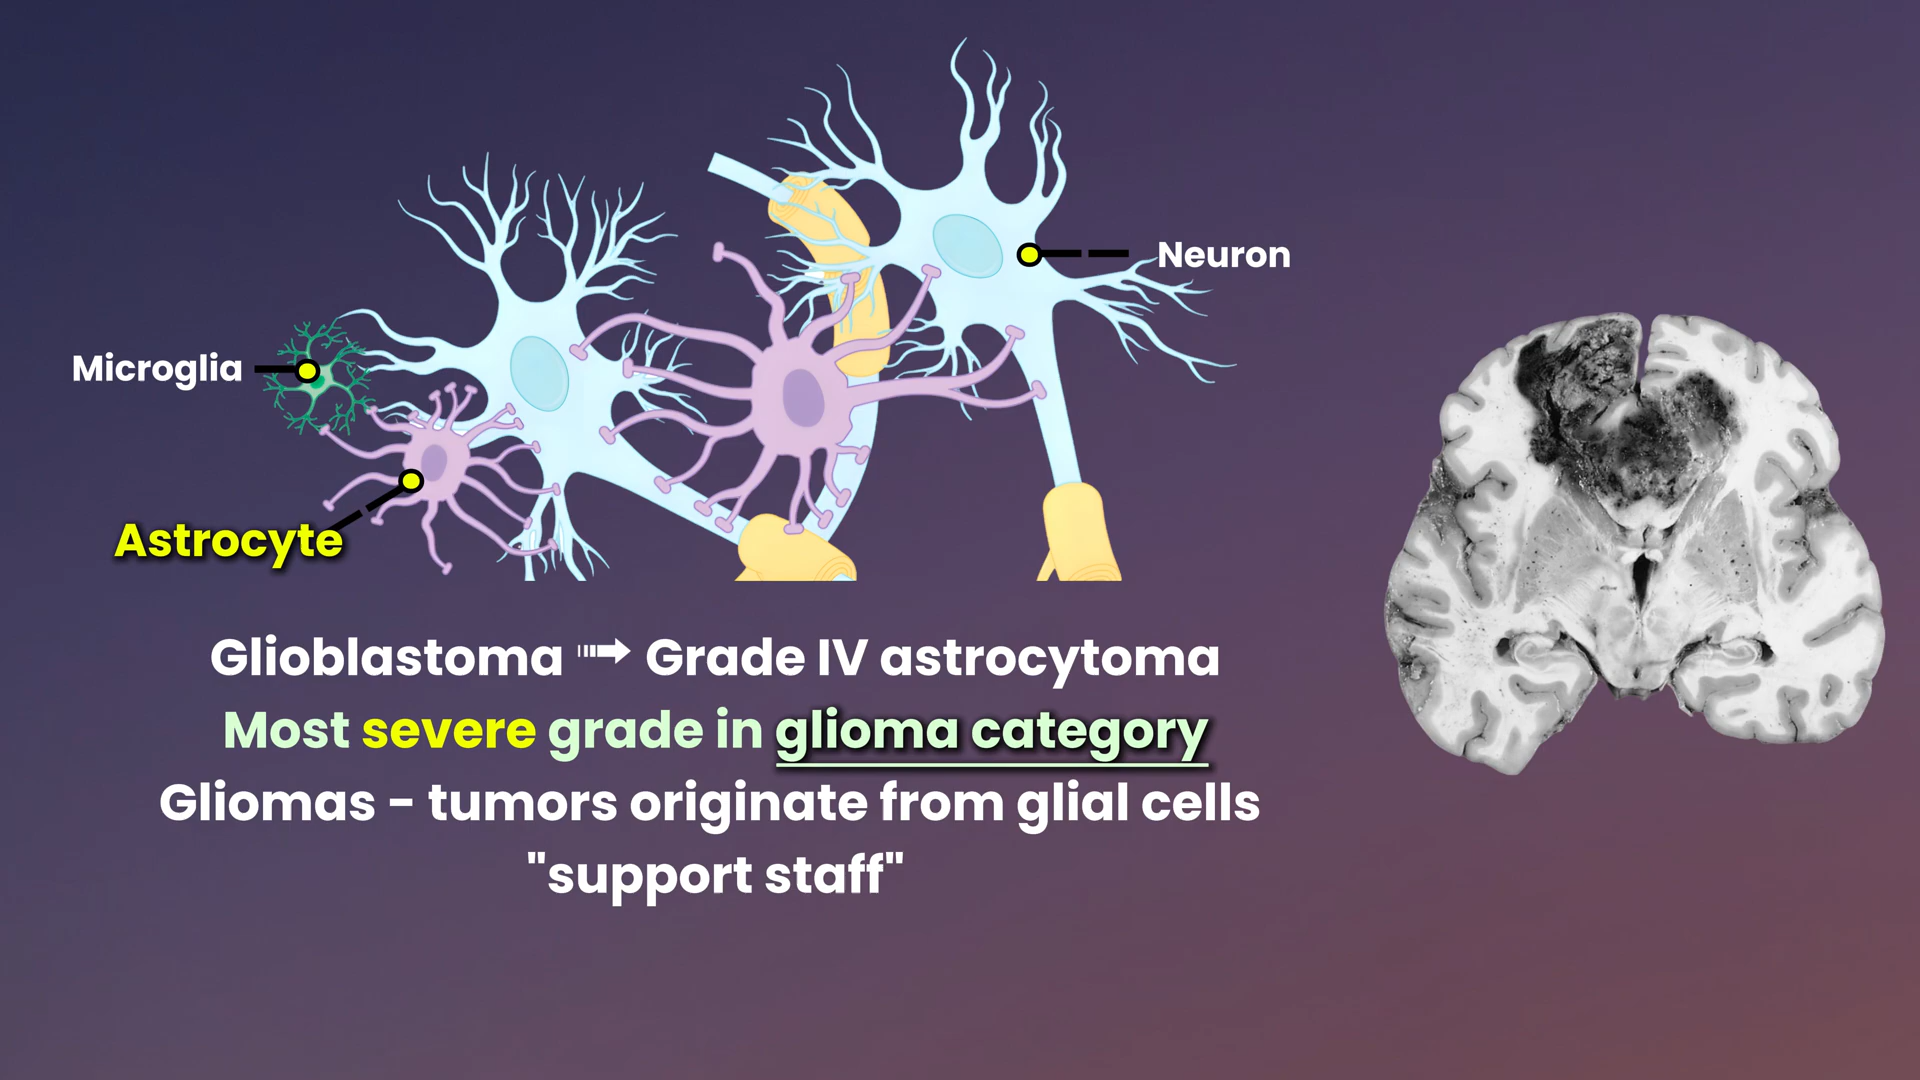 Neuron
Microglia
Astrocyte
Glioblastoma ➟ Grade IV astrocytoma
Most severe grade in glioma category
Gliomas - tumors originate from glial cells
"support staff"